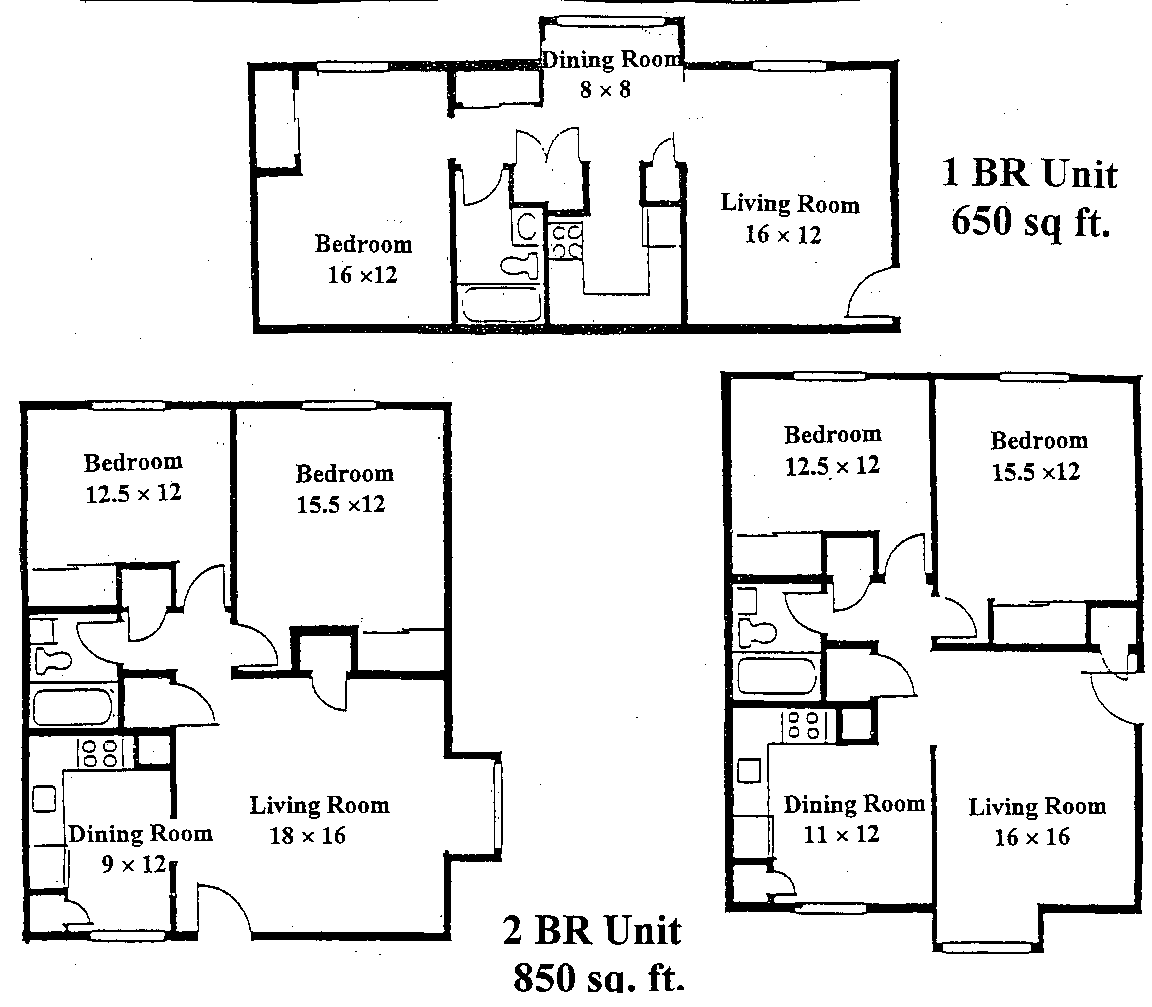 Dining Room
8 × 8
1 BR Unit
650 sq ft.
Living Room
16 × 12
Bedroom
16 ×12
Bedroom
12.5 × 12
Bedroom
15.5 ×12
Living Room
18 × 16
Dining Room
9 × 12
Bedroom
12.5 × 12
Bedroom
15.5 ×12
Dining Room
11 × 12
Living Room
16 × 16
2 BR Unit
850 sq. ft.